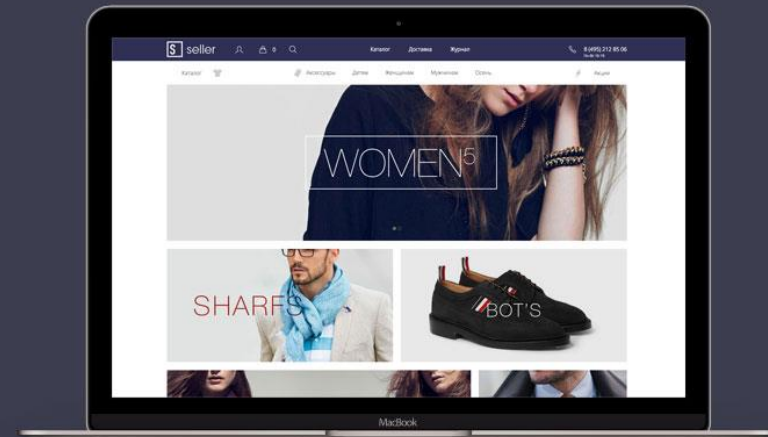 S seller 0 Каталог Доставка Журнал 8 (495) 212 85 06
Каталог Аксессуары Детям Женщинам Мужчинам Осень Акции
WOMEN⁵
SHARFS
BOT'S
MacBook